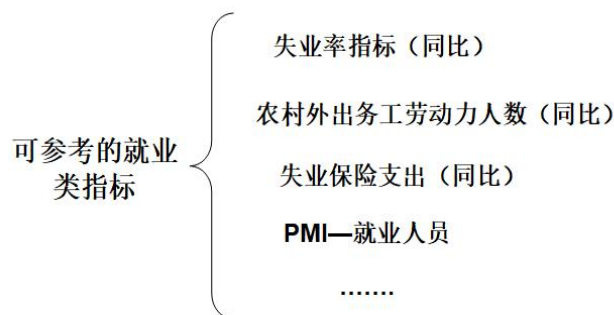 失业率指标（同比）
农村外出务工劳动力人数（同比）
可参考的就业
类指标
失业保险支出（同比）
PMI—就业人员
.......